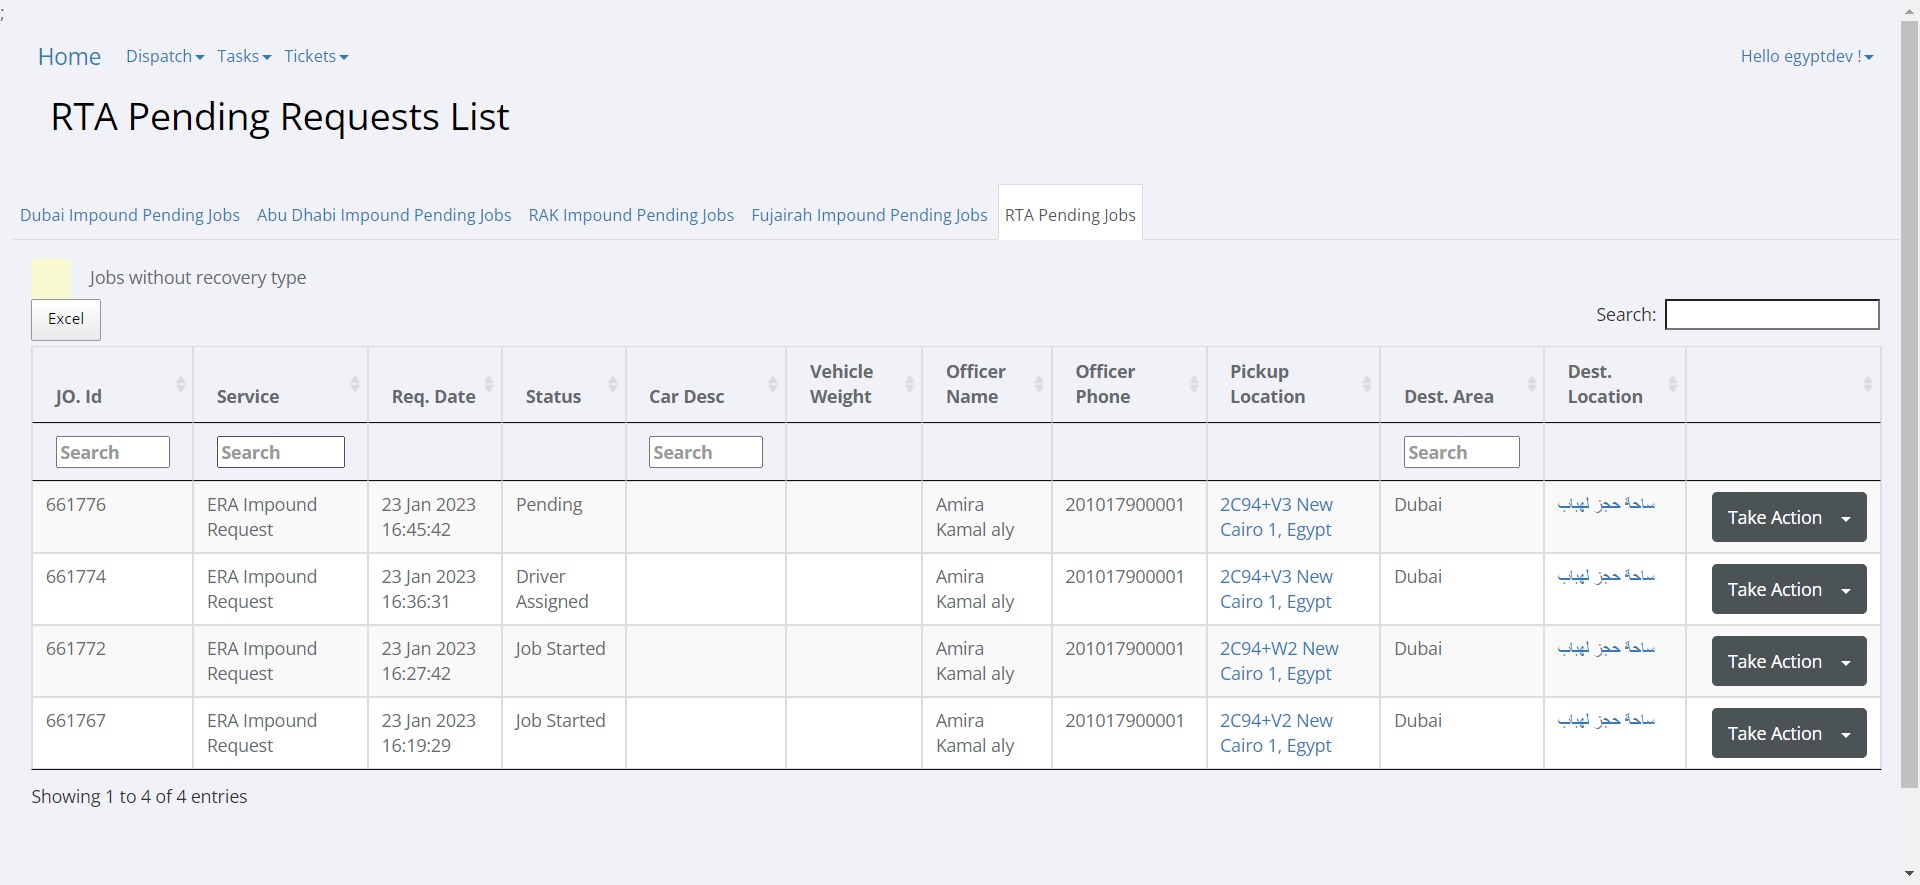 ;
Home Dispatch Tasks Tickets Hello egyptdev !
RTA Pending Requests List
Dubai Impound Pending Jobs Abu Dhabi Impound Pending Jobs RAK Impound Pending Jobs Fujairah Impound Pending Jobs RTA Pending Jobs
Jobs without recovery type
Excel Search:
Vehicle Officer Officer Pickup Dest.
JO. Id Service Req. Date Status Car Desc Weight Name Phone Location Dest. Area Location
Search Search Search Search
661776 ERA Impound 23 Jan 2023 Pending Amira 201017900001 2C94+V3 New Dubai ساحة حجز لهباب Take Action
Request 16:45:42 Kamal aly Cairo 1, Egypt
661774 ERA Impound 23 Jan 2023 Driver Amira 201017900001 2C94+V3 New Dubai ساحة حجز لهباب Take Action
Request 16:36:31 Assigned Kamal aly Cairo 1, Egypt
661772 ERA Impound 23 Jan 2023 Job Started Amira 201017900001 2C94+W2 New Dubai ساحة حجز لهباب Take Action
Request 16:27:42 Kamal aly Cairo 1, Egypt
661767 ERA Impound 23 Jan 2023 Job Started Amira 201017900001 2C94+V2 New Dubai ساحة حجز لهباب Take Action
Request 16:19:29 Kamal aly Cairo 1, Egypt
Showing 1 to 4 of 4 entries